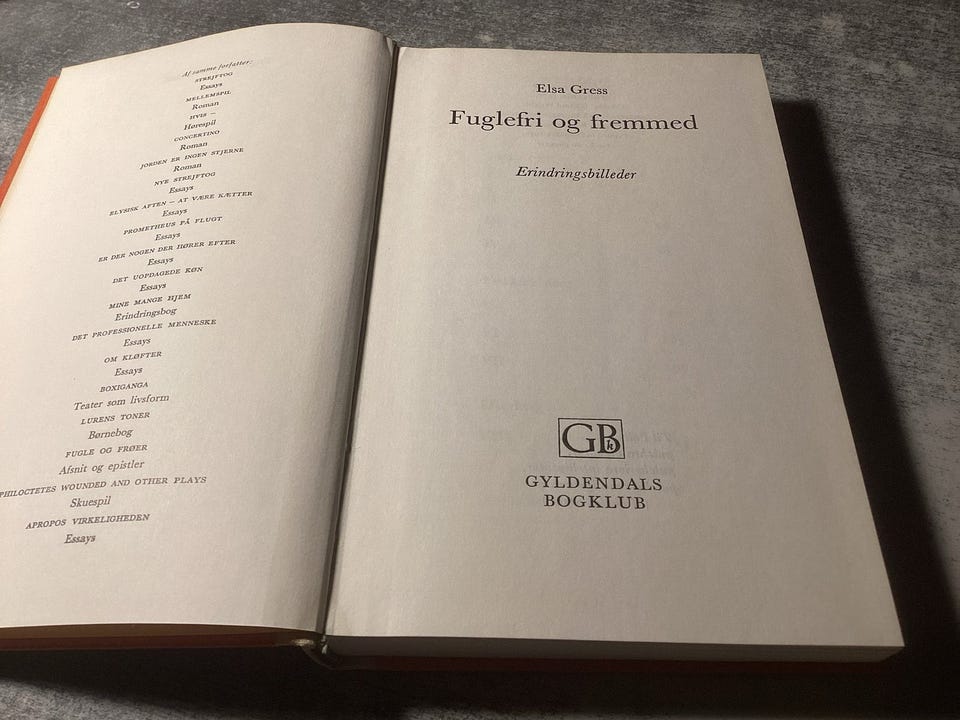 Af samme forfatter:
STREJFTOG
Essays
MELLEMSPIL
Roman
HVIS —
Hørespil
CONCERTINO
Roman
JORDEN ER INGEN STJERNE
Roman
NYE STREJFTOG
Essays
ELYSISK AFTEN – AT VÆRE KÆTTER
Essays
PROMETHEUS PÅ FLUGT
Essays
ER DER NOGEN DER HØRER EFTER
Essays
DET UOPDAGEDE KØN
Essays
MINE MANGE HJEM
Erindringsbog
DET PROFESSIONELLE MENNESKE
Essays
OM KLØFTER
Essays
BOXIGANGA
Teater som livsform
LURENS TONER
Børnebog
FUGLE OG FRØER
Afsnit og epistler
PHILOCTETES WOUNDED AND OTHER PLAYS
Skuespil
APROPOS VIRKELIGHEDEN
Essays
Elsa Gress
Fuglefri og fremmed
Erindringsbilleder
GBk
GYLDENDALS
BOGKLUB